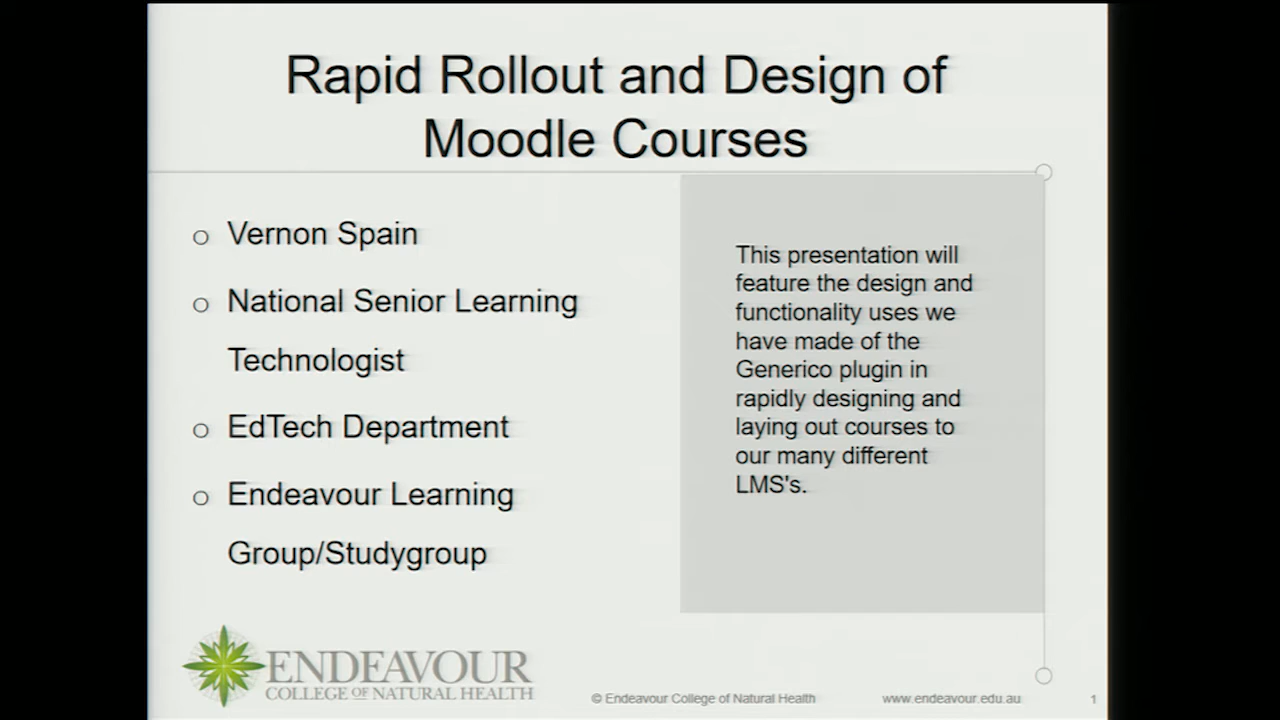 Rapid Rollout and Design of
Moodle Courses
Vernon Spain
National Senior Learning
Technologist
EdTech Department
Endeavour Learning
Group/Studygroup
This presentation will
feature the design and
functionality uses we
have made of the
Generico plugin in
rapidly designing and
laying out courses to
our many different
LMS's.
ENDEAVOUR
COLLEGE OF NATURAL HEALTH
© Endeavour College of Natural Health
www.endeavour.edu.au
1